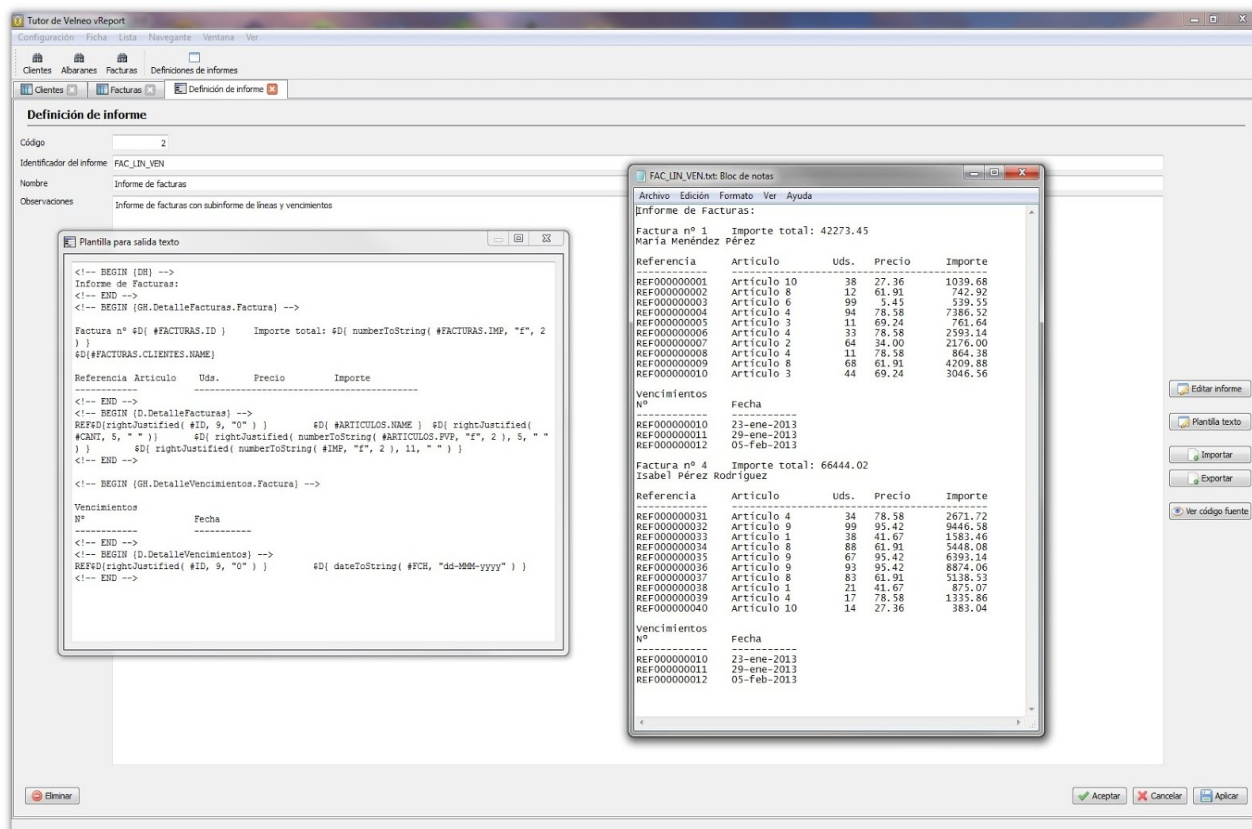 Tutor de Velneo vReport
Configuración Ficha Lista Navegante Ventana Ver
Clientes Albaranes Facturas Definiciones de informes
Clientes Facturas Definición de informe
Definición de informe
Código 2
Identificador del informe FAC_LIN_VEN
Nombre Informe de facturas
Observaciones Informe de facturas con subinforme de líneas y vencimientos
Plantilla para salida texto
<!-- BEGIN {DH} -->
Informe de Facturas:
<!-- END -->
<!-- BEGIN {GH.DetalleFacturas.Factura} -->
Factura nº $D{ #FACTURAS.ID } Importe total: $D{ numberToString( #FACTURAS.IMP, "f", 2
) }
$D{#FACTURAS.CLIENTES.NAME}
Referencia Articulo Uds. Precio Importe
------------ ----------------------------------------
<!-- END -->
<!-- BEGIN {D.DetalleFacturas} -->
REF$D{rightJustified( #ID, 9, "0" ) } $D{ #ARTICULOS.NAME } $D{ rightJustified(
#CANT, 5, " " )} $D{ rightJustified( numberToString( #ARTICULOS.PVP, "f", 2 ), 5, " "
) } $D{ rightJustified( numberToString( #IMP, "f", 2 ), 11, " " ) }
<!-- END -->
<!-- BEGIN {GH.DetalleVencimientos.Factura} -->
Vencimientos
Nº Fecha
------------ -----------
<!-- END -->
<!-- BEGIN {D.DetalleVencimientos} -->
REF$D{rightJustified( #ID, 9, "0" ) } $D{ dateToString( #FCH, "dd-MMM-yyyy" ) }
<!-- END -->
FAC_LIN_VEN.txt: Bloc de notas
Archivo Edición Formato Ver Ayuda
Informe de Facturas:
Factura nº 1 Importe total: 42273.45
María Menéndez Pérez
Referencia Artículo Uds. Precio Importe
------------ ----------------------------------------
REF000000001 Artículo 10 38 27.36 1039.68
REF000000002 Artículo 8 12 61.91 742.92
REF000000003 Artículo 6 99 5.45 539.55
REF000000004 Artículo 4 94 78.58 7386.52
REF000000005 Artículo 3 11 69.24 761.64
REF000000006 Artículo 4 33 78.58 2593.14
REF000000007 Artículo 2 64 34.00 2176.00
REF000000008 Artículo 4 11 78.58 864.38
REF000000009 Artículo 8 68 61.91 4209.88
REF000000010 Artículo 3 44 69.24 3046.56
Vencimientos
Nº Fecha
------------ -----------
REF000000010 23-ene-2013
REF000000011 29-ene-2013
REF000000012 05-feb-2013
Factura nº 4 Importe total: 66444.02
Isabel Pérez Rodríguez
Referencia Artículo Uds. Precio Importe
------------ ----------------------------------------
REF000000031 Artículo 4 34 78.58 2671.72
REF000000032 Artículo 9 99 95.42 9446.58
REF000000033 Artículo 1 38 41.67 1583.46
REF000000034 Artículo 8 88 61.91 5448.08
REF000000035 Artículo 9 67 95.42 6393.14
REF000000036 Artículo 9 93 95.42 8874.06
REF000000037 Artículo 8 83 61.91 5138.53
REF000000038 Artículo 1 21 41.67 875.07
REF000000039 Artículo 4 17 78.58 1335.86
REF000000040 Artículo 10 14 27.36 383.04
Vencimientos
Nº Fecha
------------ -----------
REF000000010 23-ene-2013
REF000000011 29-ene-2013
REF000000012 05-feb-2013
Editar informe
Plantilla texto
Importar
Exportar
Ver código fuente
Eliminar Aceptar Cancelar Aplicar